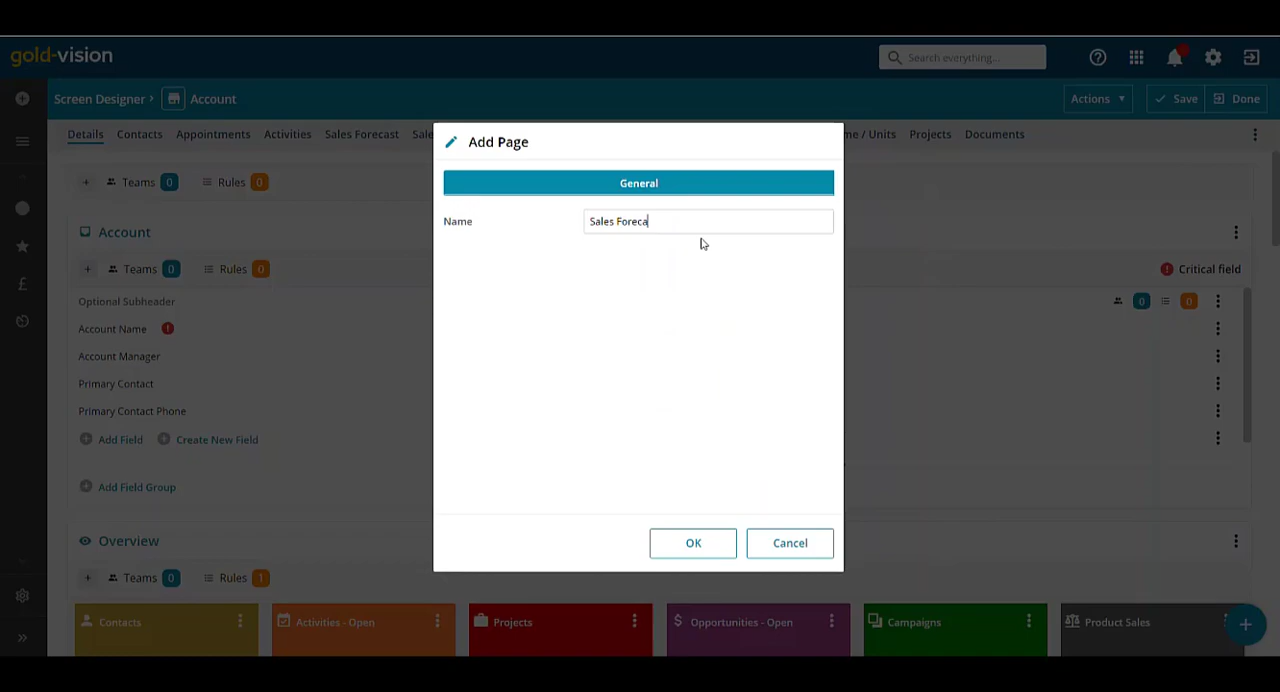 gold-vision
Search everything...
Screen Designer
Account
Actions
Save
Done
Details
Contacts
Appointments
Activities
Sales Forecast
Sale
me / Units
Projects
Documents
Teams 0
Rules 0
Account
Teams 0
Rules 0
Critical field
Optional Subheader
0
0
Account Name
Account Manager
Primary Contact
Primary Contact Phone
Add Field
Create New Field
Add Field Group
Overview
Teams 0
Rules 1
Contacts
Activities - Open
Projects
Opportunities - Open
Campaigns
Product Sales
Add Page
General
Name
Sales Foreca
OK
Cancel